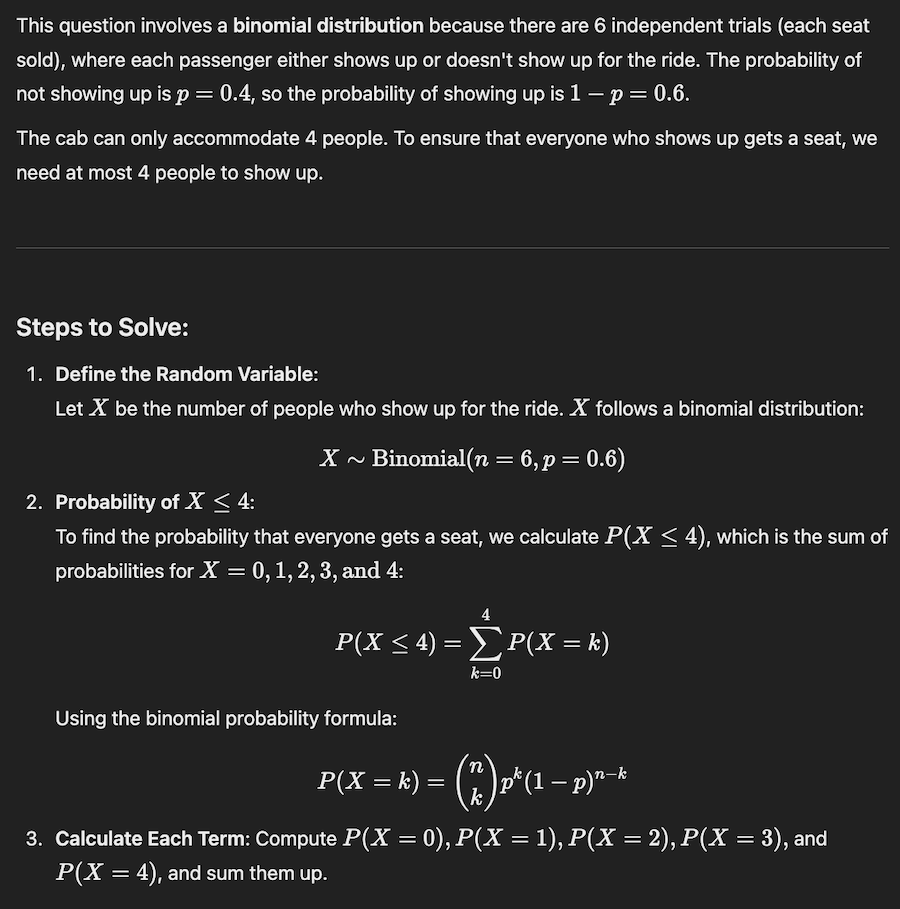 This question involves a binomial distribution because there are 6 independent trials (each seat
sold), where each passenger either shows up or doesn't show up for the ride. The probability of
not showing up is p = 0.4, so the probability of showing up is 1 − p = 0.6.
The cab can only accommodate 4 people. To ensure that everyone who shows up gets a seat, we
need at most 4 people to show up.
Steps to Solve:
1. Define the Random Variable:
Let X be the number of people who show up for the ride. X follows a binomial distribution:
X ∼ Binomial(n = 6, p = 0.6)
2. Probability of X ≤ 4:
To find the probability that everyone gets a seat, we calculate P(X ≤ 4), which is the sum of
probabilities for X = 0, 1, 2, 3, and 4:
P(X ≤ 4) = ∑_{k=0}^{4} P(X = k)
Using the binomial probability formula:
P(X = k) = \binom{n}{k} p^k (1 − p)^{n−k}
3. Calculate Each Term: Compute P(X = 0), P(X = 1), P(X = 2), P(X = 3), and
P(X = 4), and sum them up.